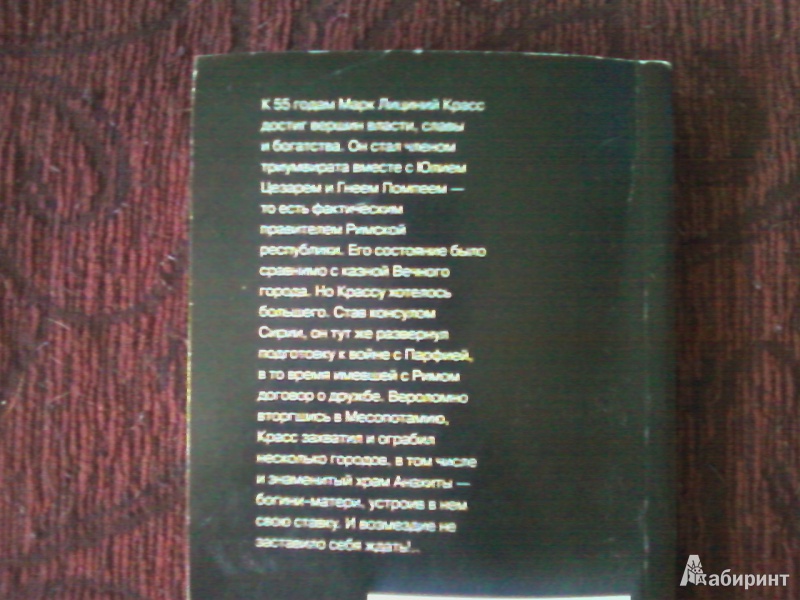 К 55 годам Марк Лициний Красс
достиг вершин власти, славы
и богатства. Он стал членом
триумвирата вместе с Юлием
Цезарем и Гнеем Помпеем —
то есть фактическим
правителем Римской
республики. Его состояние было
сравнимо с казной Вечного
города. Но Крассу хотелось
большего. Став консулом
Сирии, он тут же развернул
подготовку к войне с Парфией,
в то время имевшей с Римом
договор о дружбе. Вероломно
вторгшись в Месопотамию,
Красс захватил и ограбил
несколько городов, в том числе
и знаменитый храм Анахиты —
богини-матери, устроив в нем
свою ставку. И возмездие не
заставило себя ждать!..
Лабиринт